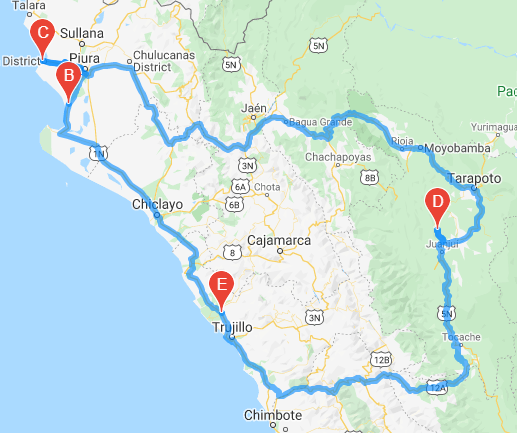 Talara
C
Sullana
District
Piura
Chulucanas
District
5N
5N
B
Jaén
Bagua Grande
Pac
Yurimagua
Rioja
Moyobamba
1N
3N
Chachapoyas
8B
Tarapoto
6A
Chota
6B
Chiclayo
D
8
Cajamarca
Juanjuí
E
3N
5N
Trujillo
Tocache
12B
12A
Chimbote